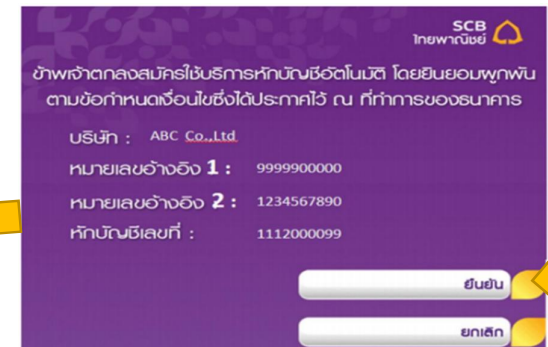 SCB
ไทยพาณิชย์
ข้าพเจ้าตกลงสมัครใช้บริการหักบัญชีอัตโนมัติ โดยยินยอมผูกพัน
ตามข้อกำหนดเงื่อนไขซึ่งได้ประกาศไว้ ณ ที่ทำการของธนาคาร
บริษัท : ABC Co.,Ltd
หมายเลขอ้างอิง 1 : 9999900000
หมายเลขอ้างอิง 2 : 1234567890
หักบัญชีเลขที่ : 1112000099
ยืนยัน
ยกเลิก